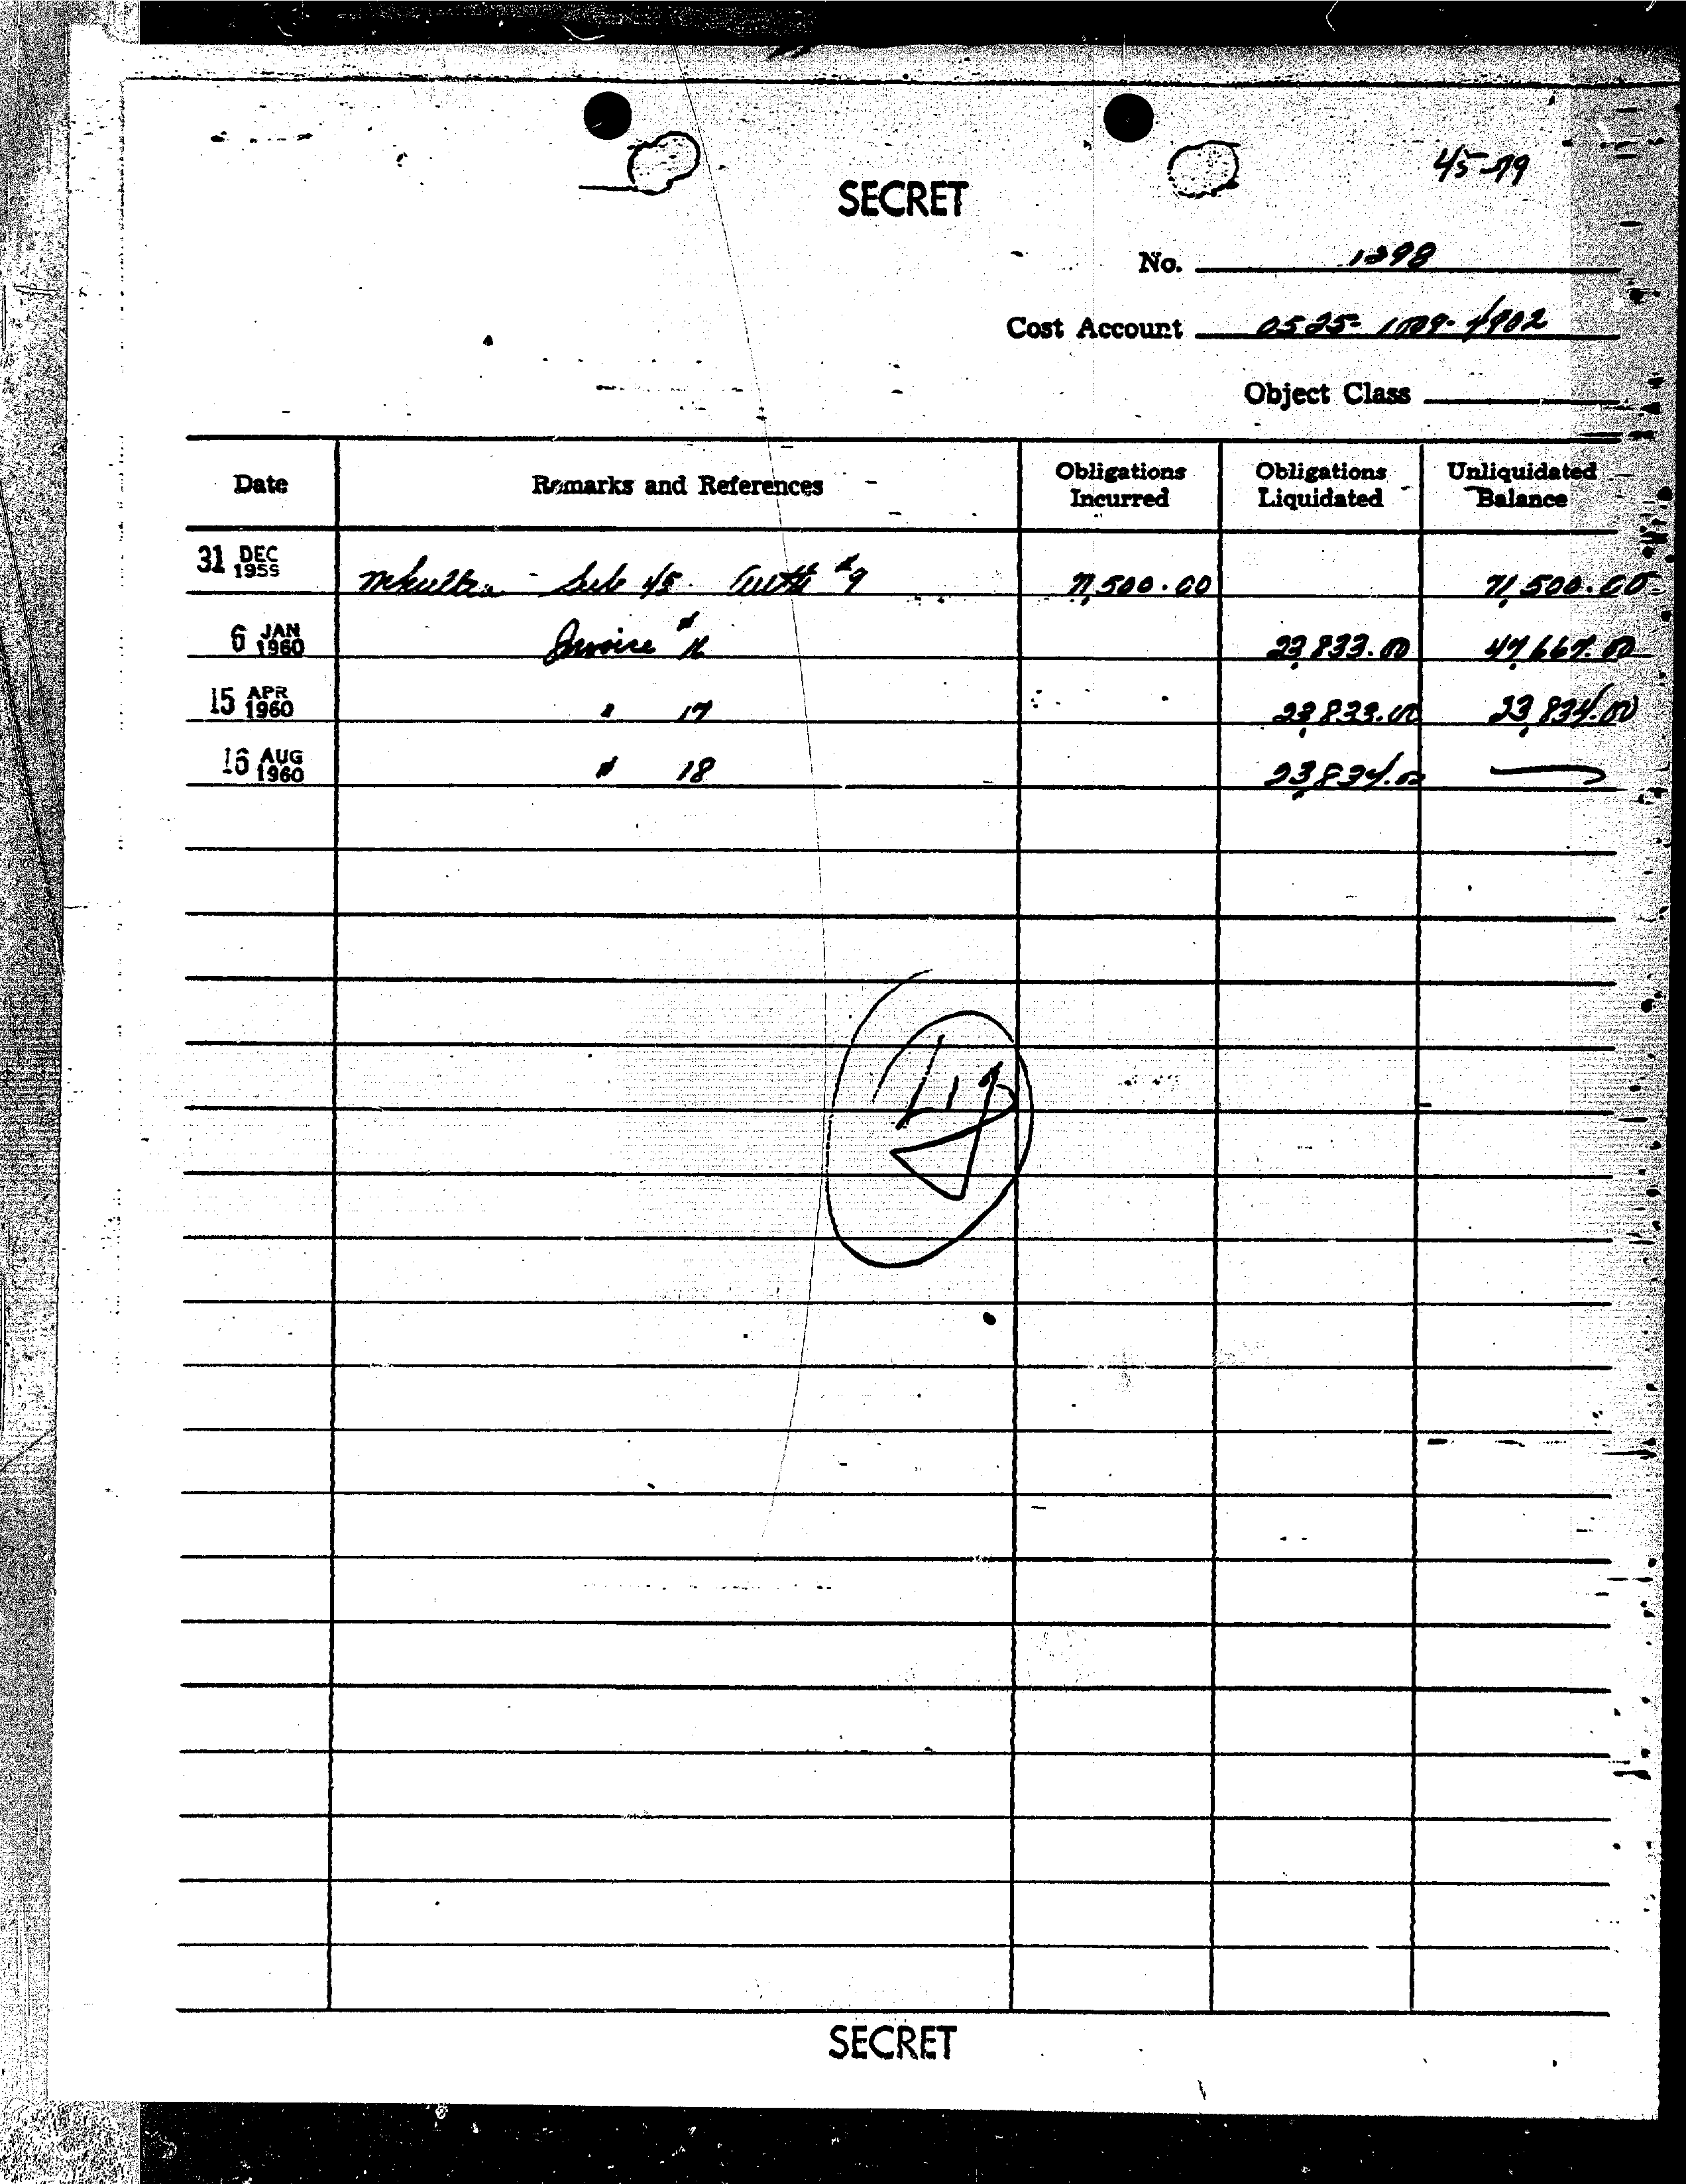 45-79
SECRET
No. 1298
Cost Account 0525-1009-4902
Object Class
Date Remarks and References Obligations Incurred Obligations Liquidated Unliquidated Balance
31 DEC 1959 Mkultra - Sub 45 Auth #9 71,500.00 71,500.00
6 JAN 1960 Invoice #16 23,833.00 47,667.00
15 APR 1960 " 17 23,833.00 23,834.00
16 AUG 1960 " 18 23,834.00 —
SECRET